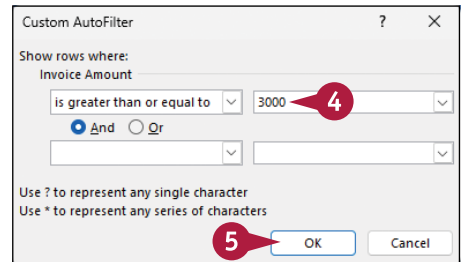 Custom AutoFilter ? ×
Show rows where:
Invoice Amount
is greater than or equal to 3000 4
And Or
Use ? to represent any single character
Use * to represent any series of characters
5 OK Cancel